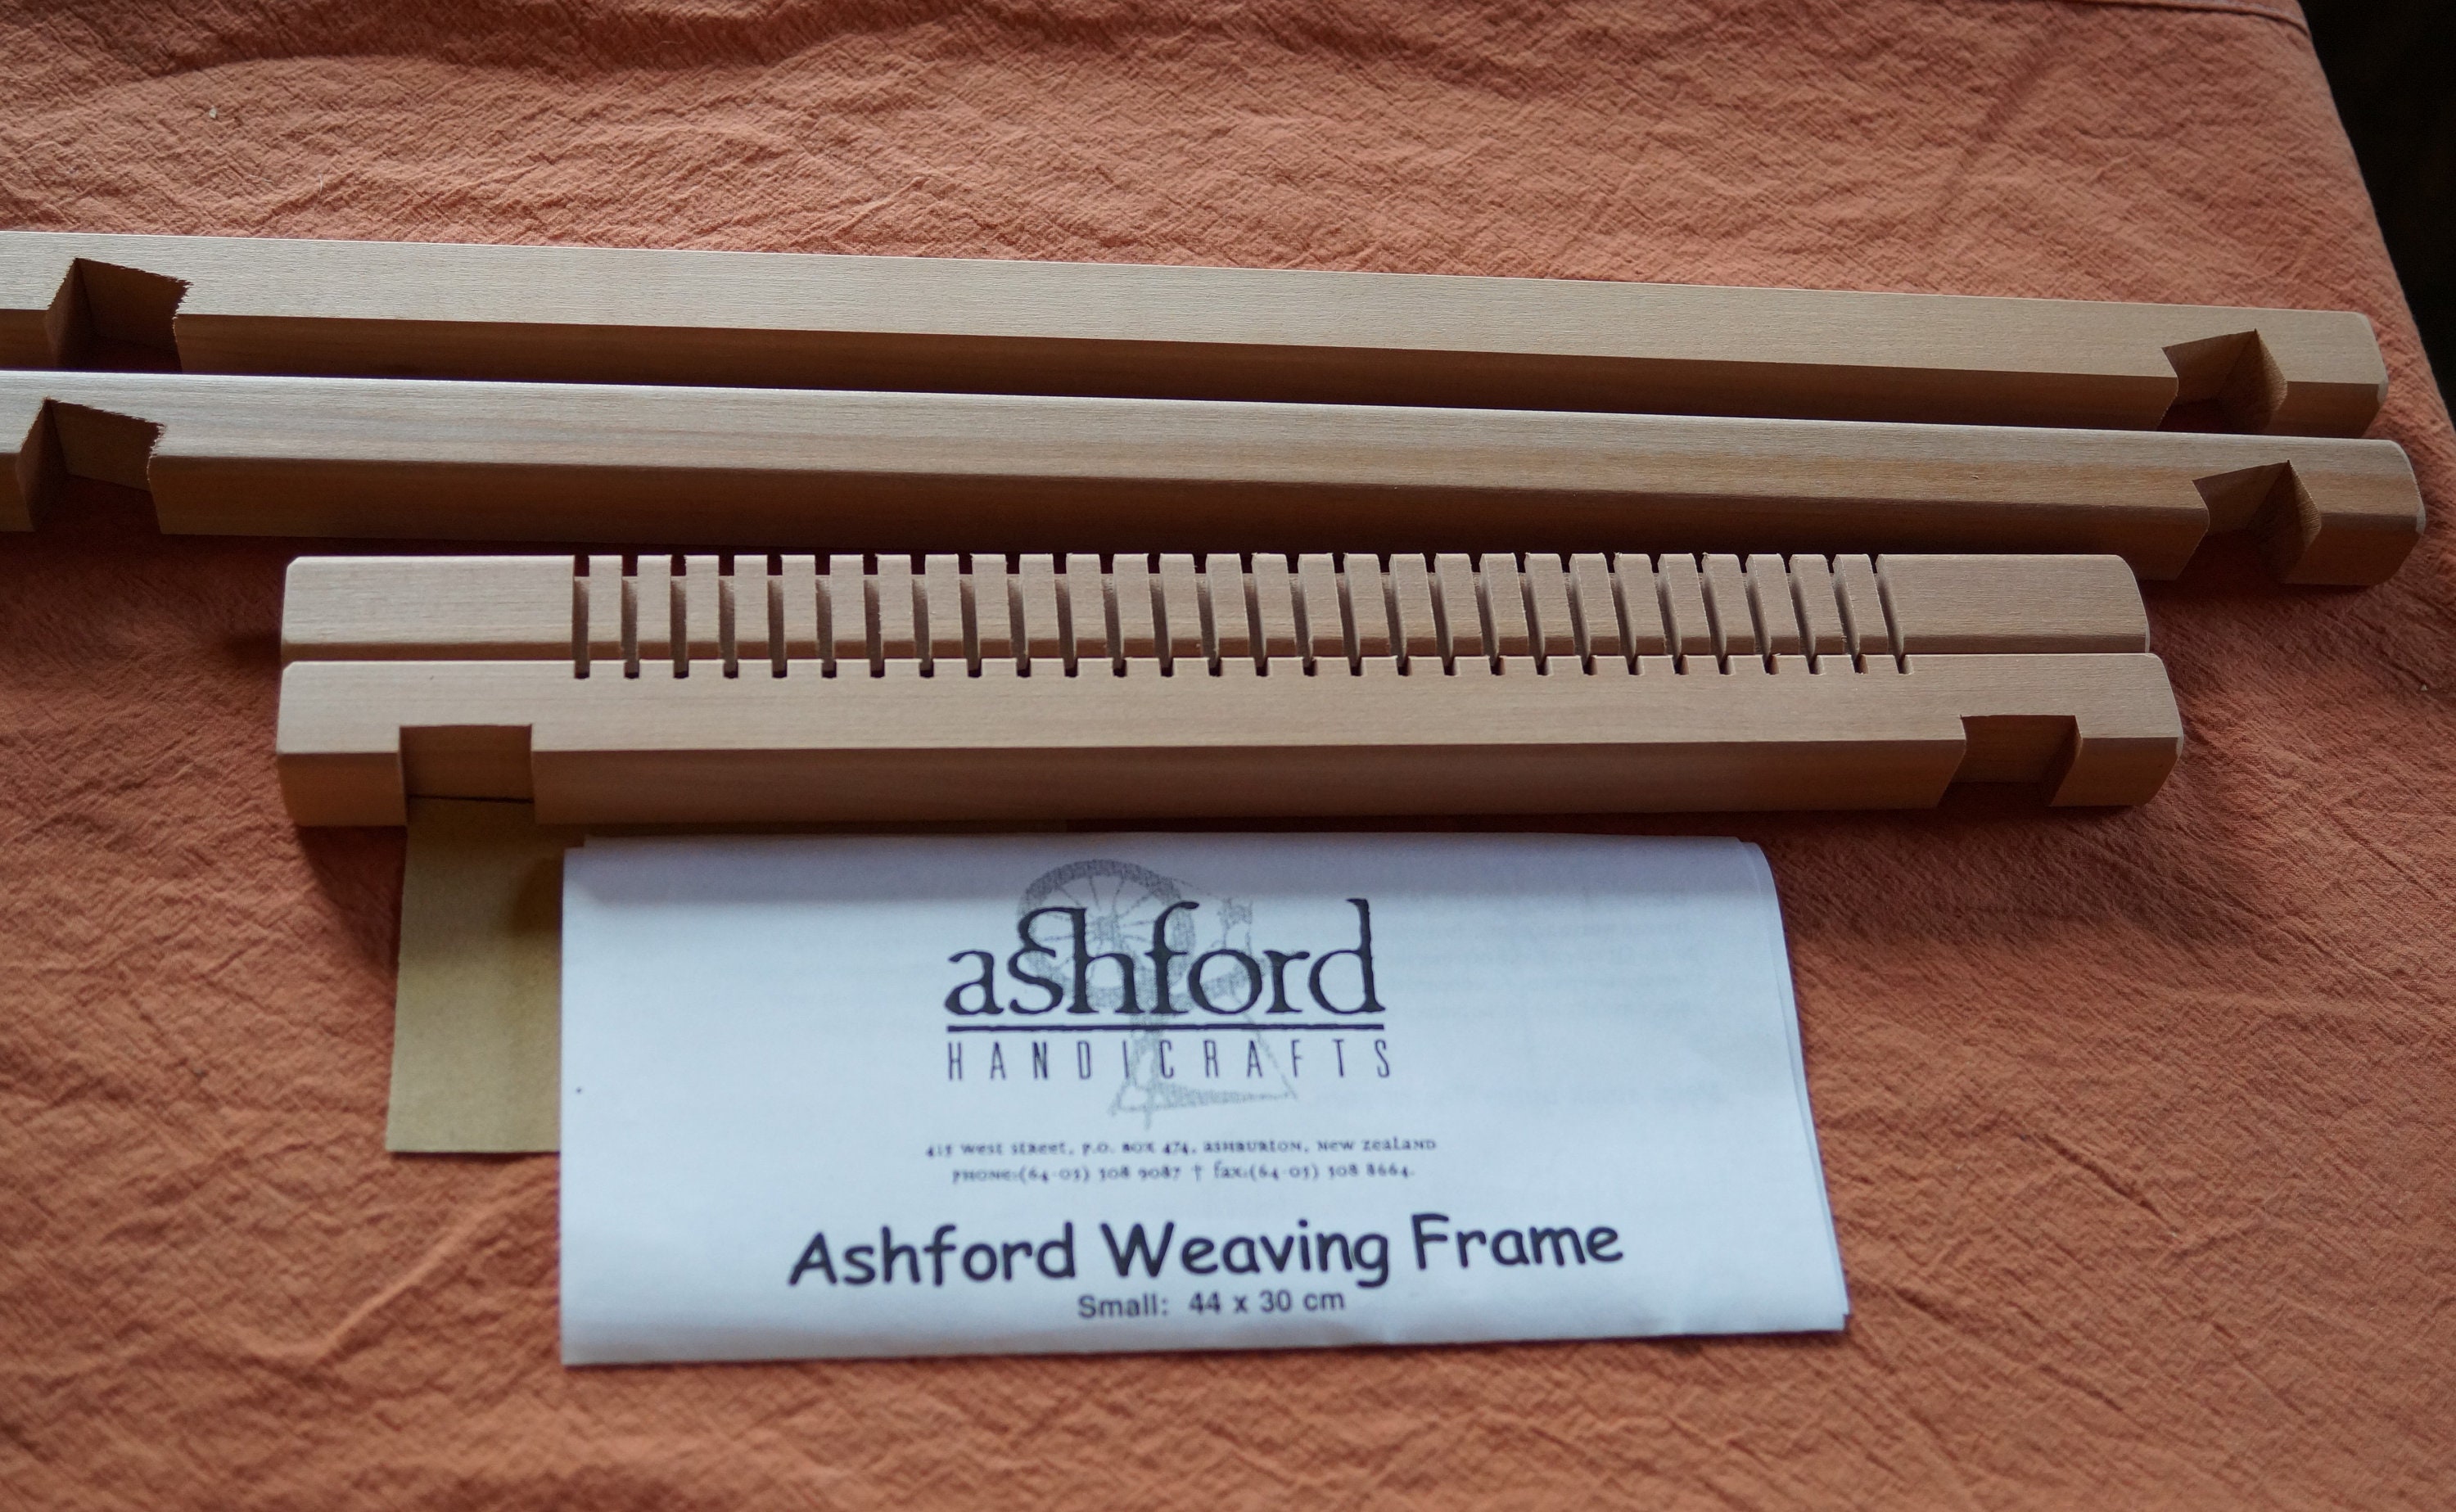 ashford
HANDICRAFTS
415 West Street, P.O. BOX 474, ASHBURTON, New Zealand
PHONE:(64-03) 308 9087 † fax:(64-03) 308 8664.
Ashford Weaving Frame
Small: 44 x 30 cm